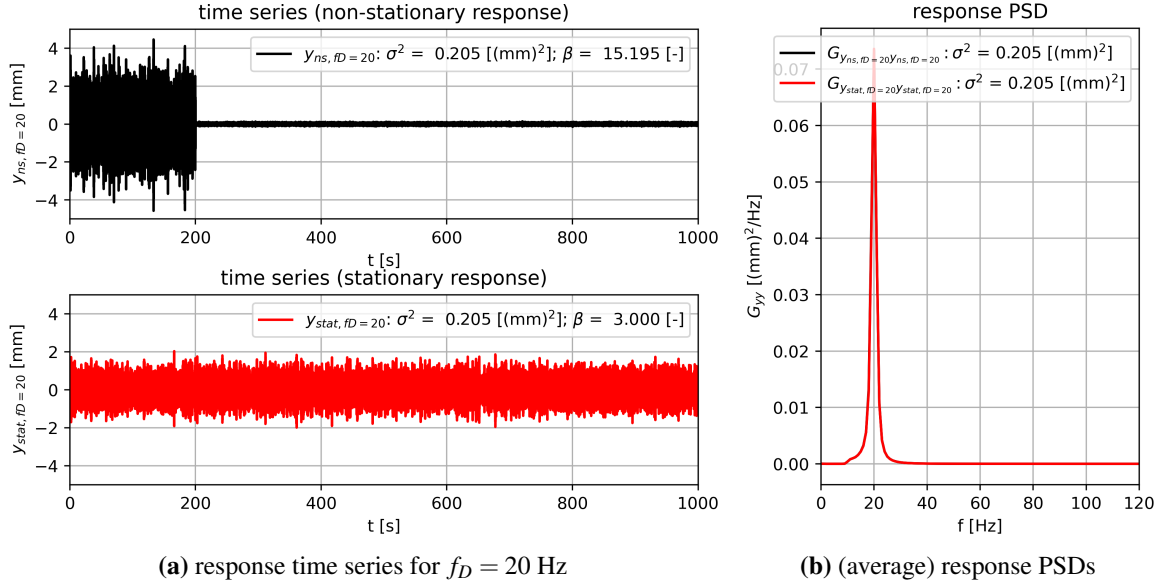 time series (non-stationary response)
y_{ns, fD=20}: σ² = 0.205 [(mm)²]; β = 15.195 [-]
y_{ns, fD=20} [mm]
4
2
0
−2
−4
0 200 400 600 800 1000
t [s]
time series (stationary response)
y_{stat, fD=20}: σ² = 0.205 [(mm)²]; β = 3.000 [-]
y_{stat, fD=20} [mm]
4
2
0
−2
−4
0 200 400 600 800 1000
t [s]
(a) response time series for f_D = 20 Hz
response PSD
G_{y_{ns, fD=20}y_{ns, fD=20}} : σ² = 0.205 [(mm)²]
G_{y_{stat, fD=20}y_{stat, fD=20}} : σ² = 0.205 [(mm)²]
G_{yy} [(mm)²/Hz]
0.07
0.06
0.05
0.04
0.03
0.02
0.01
0.00
0 20 40 60 80 100 120
f [Hz]
(b) (average) response PSDs